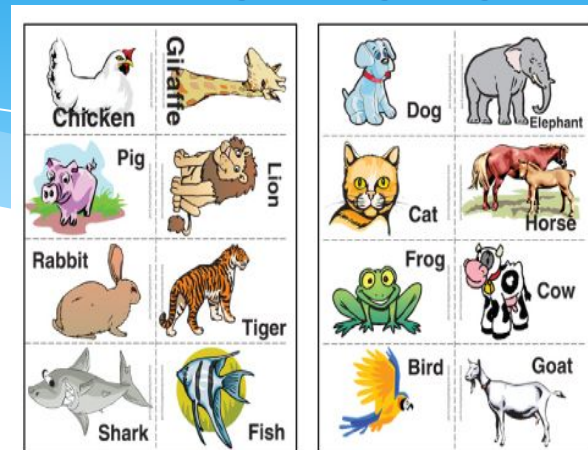 Chicken
Giraffe
Pig
Lion
Rabbit
Tiger
Shark
Fish
Dog
Elephant
Cat
Horse
Frog
Cow
Bird
Goat